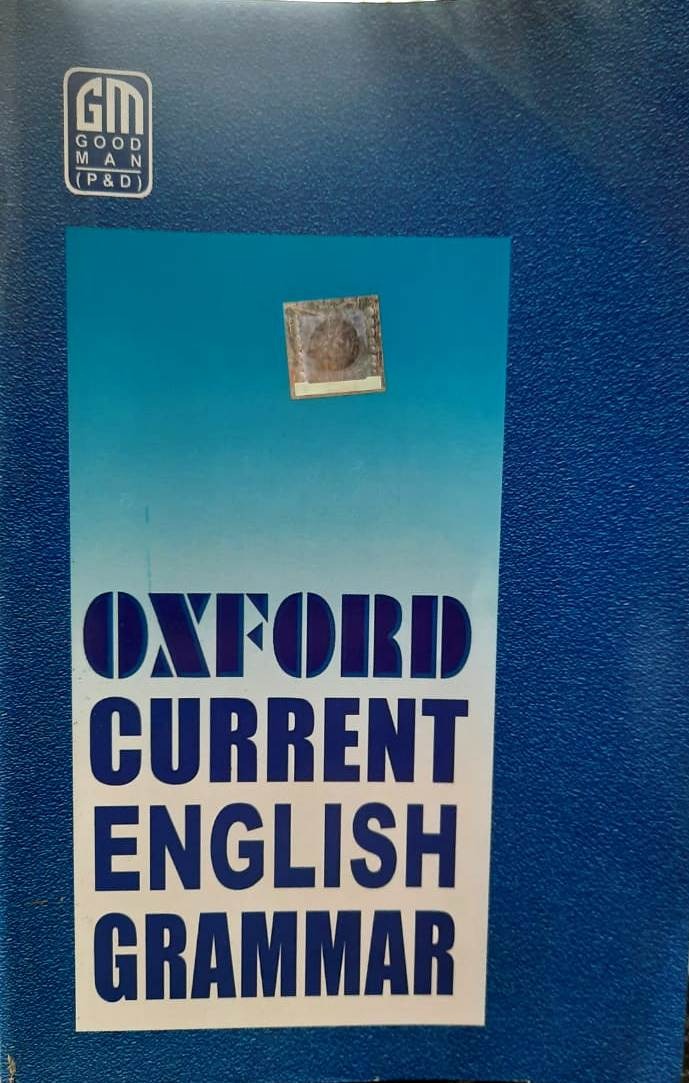 GM
GOOD
MAN
(P&D)
OXFORD
CURRENT
ENGLISH
GRAMMAR